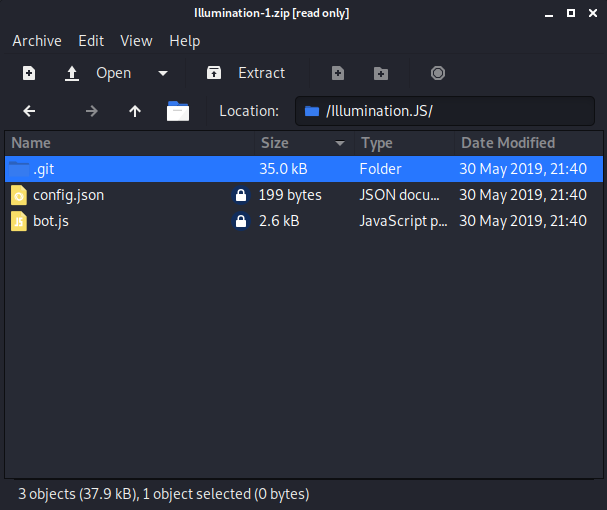 Illumination-1.zip [read only]
Archive Edit View Help
Open Extract
Location: /Illumination.JS/
Name Size Type Date Modified
.git 35.0 kB Folder 30 May 2019, 21:40
config.json 199 bytes JSON docu... 30 May 2019, 21:40
JS bot.js 2.6 kB JavaScript p... 30 May 2019, 21:40
3 objects (37.9 kB), 1 object selected (0 bytes)